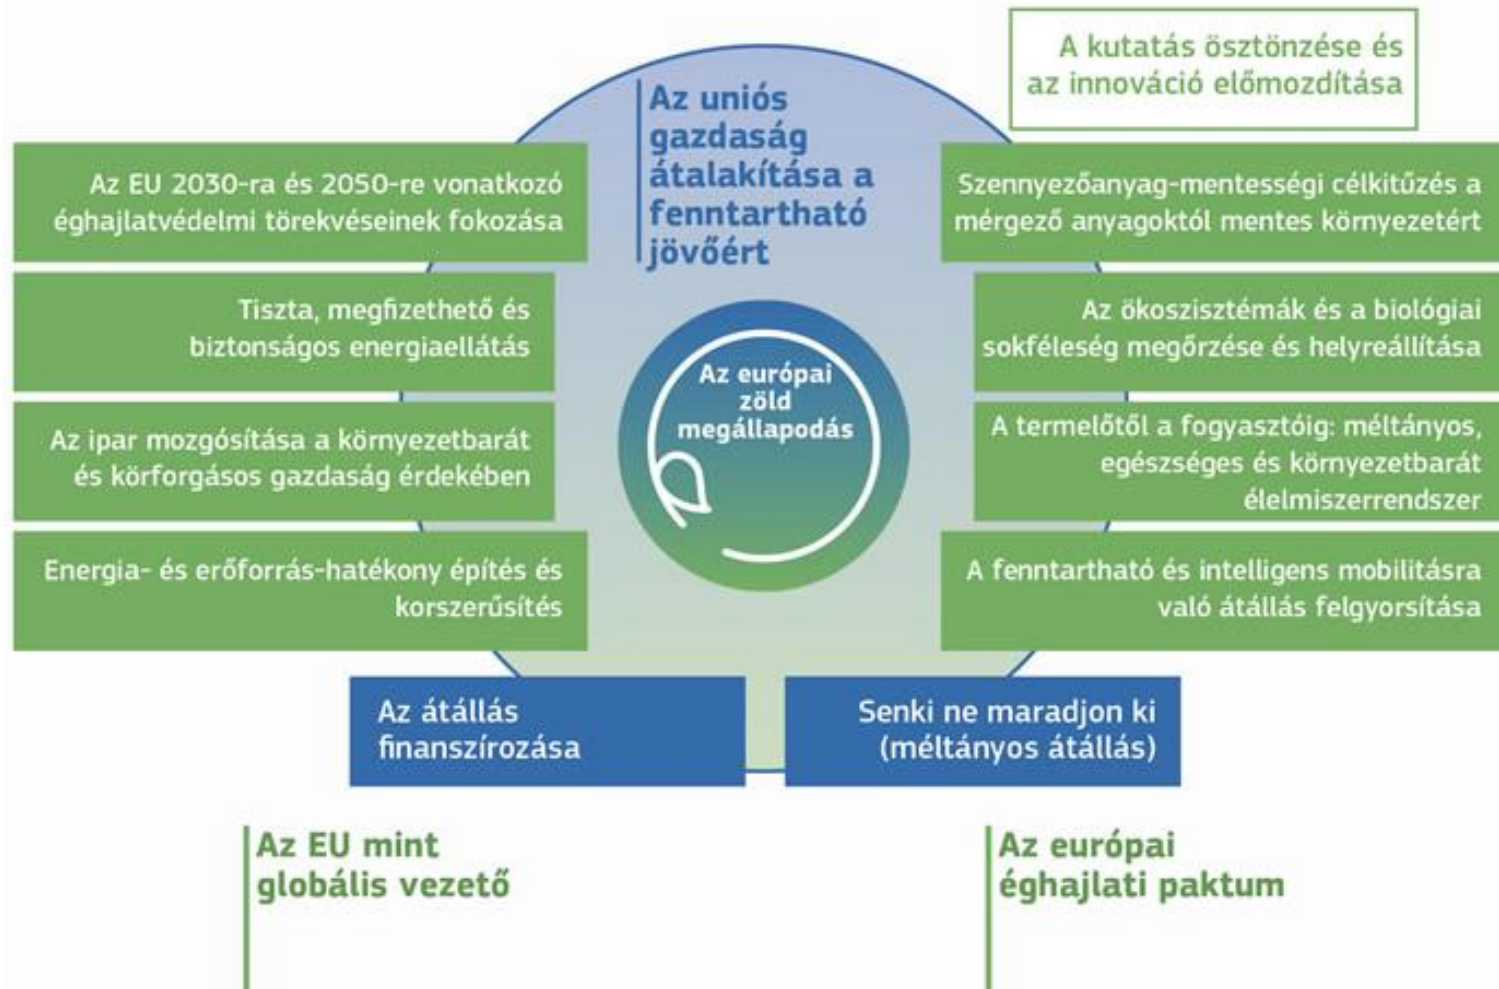 A kutatás ösztönzése és
az innováció előmozdítása
Az uniós
gazdaság
átalakítása a
fenntartható
jövőért
Az EU 2030-ra és 2050-re vonatkozó
éghajlatvédelmi törekvéseinek fokozása
Tiszta, megfizethető és
biztonságos energiaellátás
Az ipar mozgósítása a környezetbarát
és körforgásos gazdaság érdekében
Energia- és erőforrás-hatékony építés és
korszerűsítés
Az európai
zöld
megállapodás
Szennyezőanyag-mentességi célkitűzés a
mérgező anyagoktól mentes környezetért
Az ökoszisztémák és a biológiai
sokféleség megőrzése és helyreállítása
A termelőtől a fogyasztóig: méltányos,
egészséges és környezetbarát
élelmiszerrendszer
A fenntartható és intelligens mobilitásra
való átállás felgyorsítása
Az átállás
finanszírozása
Senki ne maradjon ki
(méltányos átállás)
Az EU mint
globális vezető
Az európai
éghajlati paktum